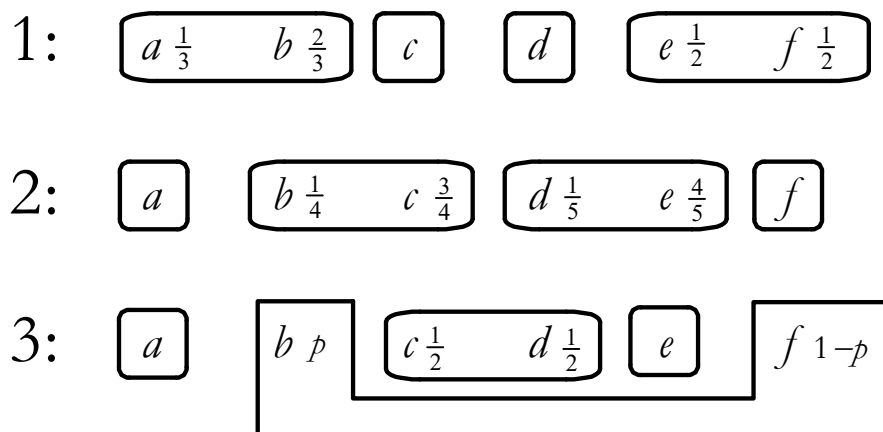 1: a 1/3 b 2/3 c d e 1/2 f 1/2
2: a b 1/4 c 3/4 d 1/5 e 4/5 f
3: a b p c 1/2 d 1/2 e f 1-p